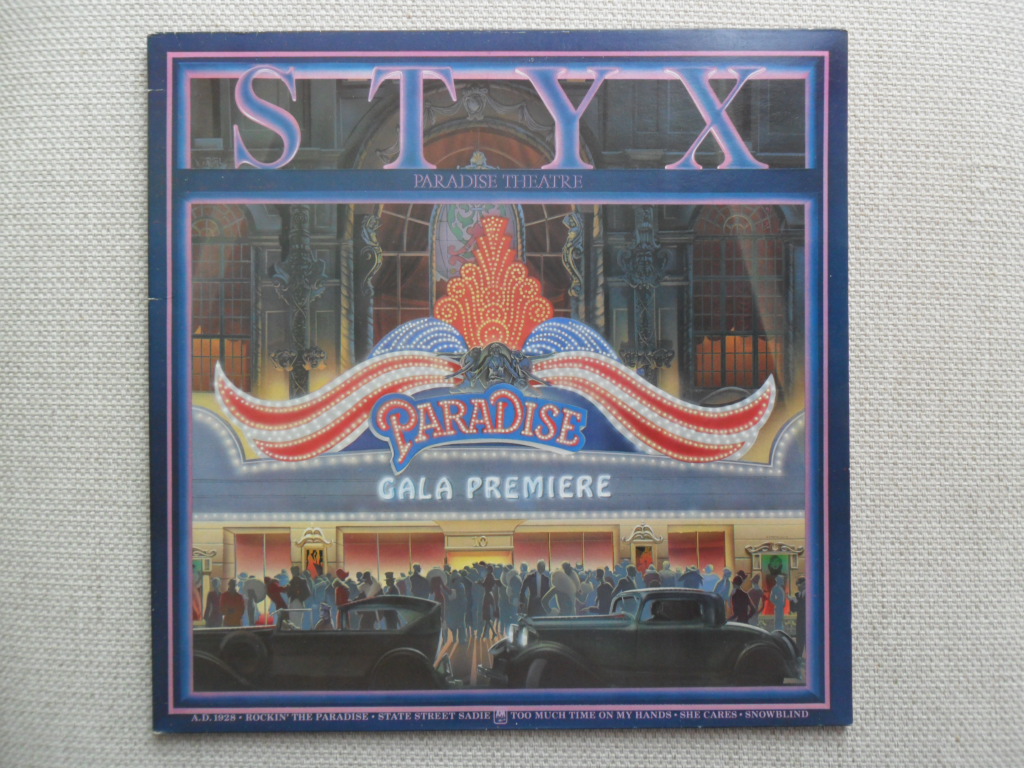 STYX
PARADISE THEATRE
PARADISE
GALA PREMIERE
A.D. 1928 • ROCKIN' THE PARADISE • STATE STREET SADIE A&M TOO MUCH TIME ON MY HANDS • SHE CARES • SNOWBLIND